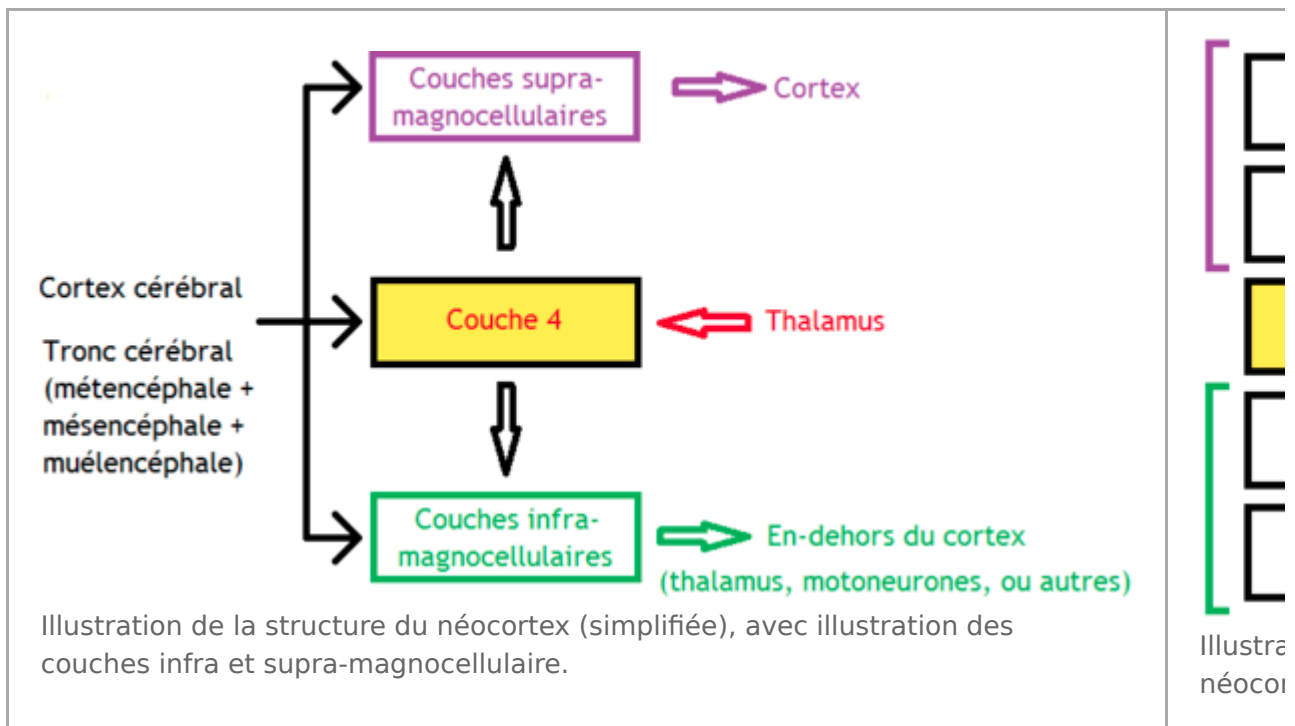 Couches supra-
magnocellulaires
Cortex
Cortex cérébral
Couche 4
Thalamus
Tronc cérébral
(métencéphale +
mésencéphale +
muélencéphale)
Couches infra-
magnocellulaires
En-dehors du cortex
(thalamus, motoneurones, ou autres)
Illustration de la structure du néocortex (simplifiée), avec illustration des
couches infra et supra-magnocellulaire.
Illustra
néocor